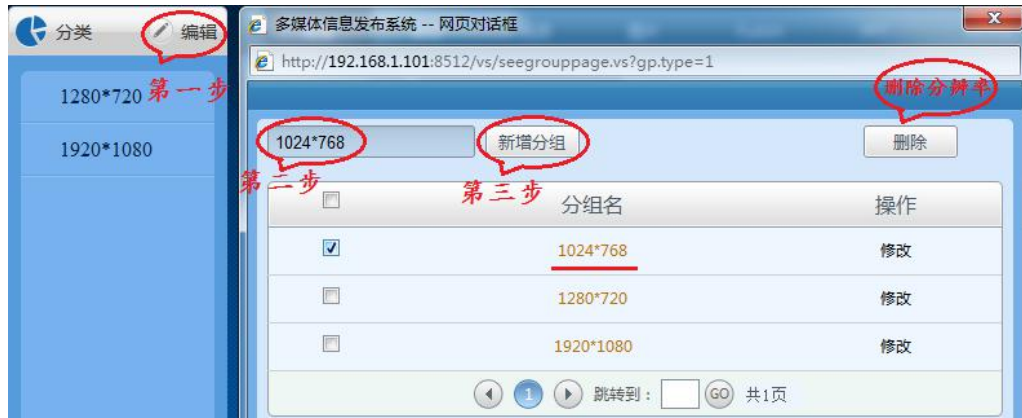 分类 编辑
1280*720
1920*1080
第一步
多媒体信息发布系统 -- 网页对话框
http://192.168.1.101:8512/vs/seegrouppage.vs?gp.type=1
删除分辨率
1024*768 新增分组 删除
第二步
第三步
分组名 操作
1024*768 修改
1280*720 修改
1920*1080 修改
1 跳转到： GO 共1页